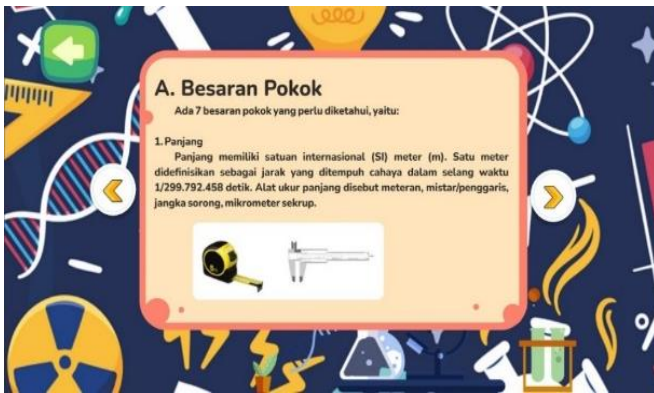 A. Besaran Pokok
Ada 7 besaran pokok yang perlu diketahui, yaitu:
1. Panjang
Panjang memiliki satuan internasional (SI) meter (m). Satu meter
didefinisikan sebagai jarak yang ditempuh cahaya dalam selang waktu
1/299.792.458 detik. Alat ukur panjang disebut meteran, mistar/penggaris,
jangka sorong, mikrometer sekrup.